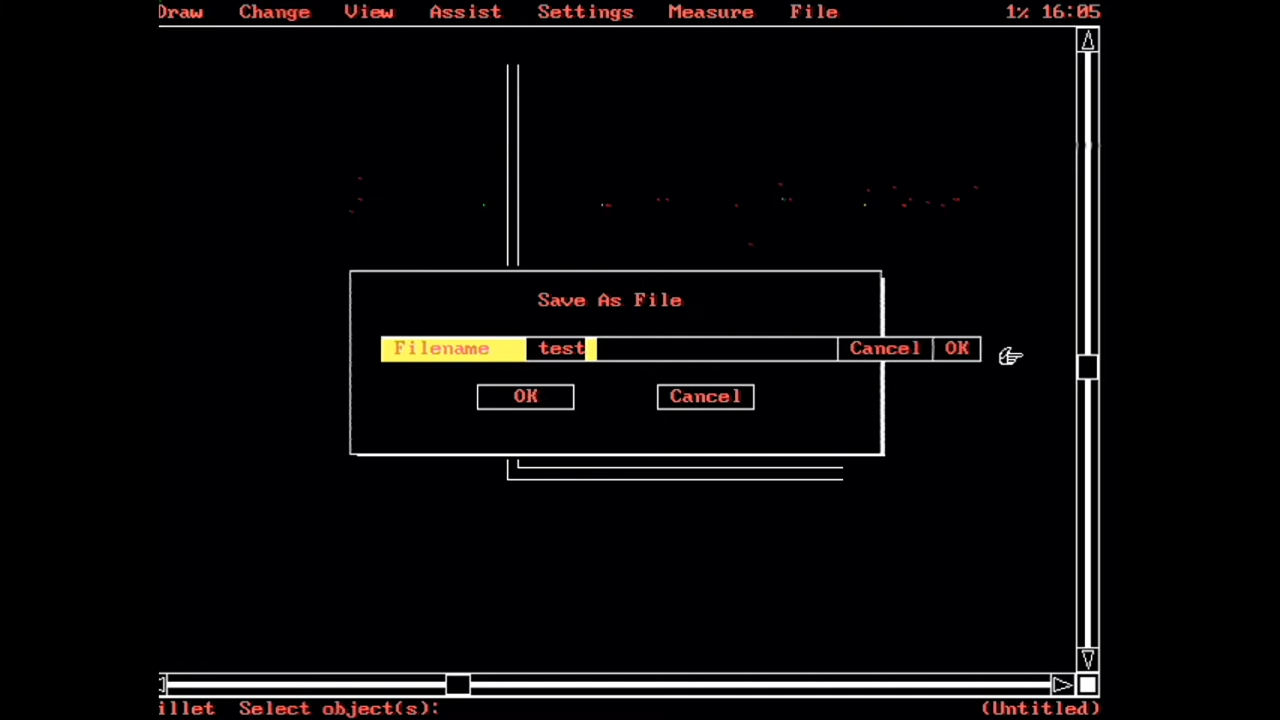 Draw Change View Assist Settings Measure File 1% 16:05
Save As File
Filename test Cancel OK
OK Cancel
illet Select object(s): (Untitled)